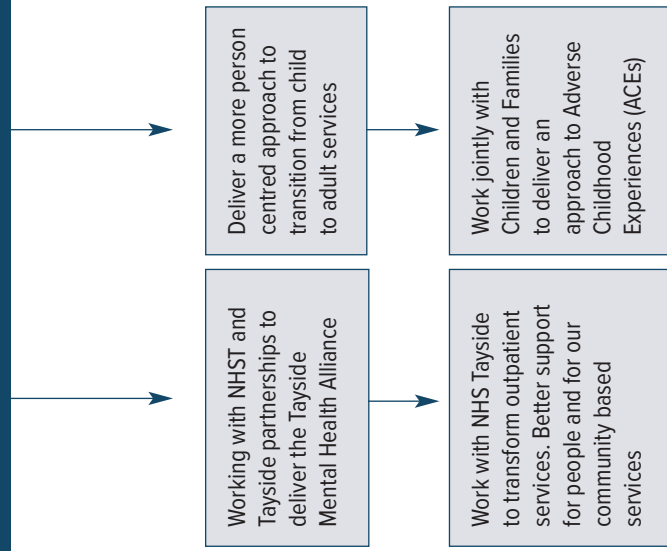 Working with NHST and
Tayside partnerships to
deliver the Tayside
Mental Health Alliance
Work with NHS Tayside
to transform outpatient
services. Better support
for people and for our
community based
services
Deliver a more person
centred approach to
transition from child
to adult services
Work jointly with
Children and Families
to deliver an
approach to Adverse
Childhood
Experiences (ACEs)